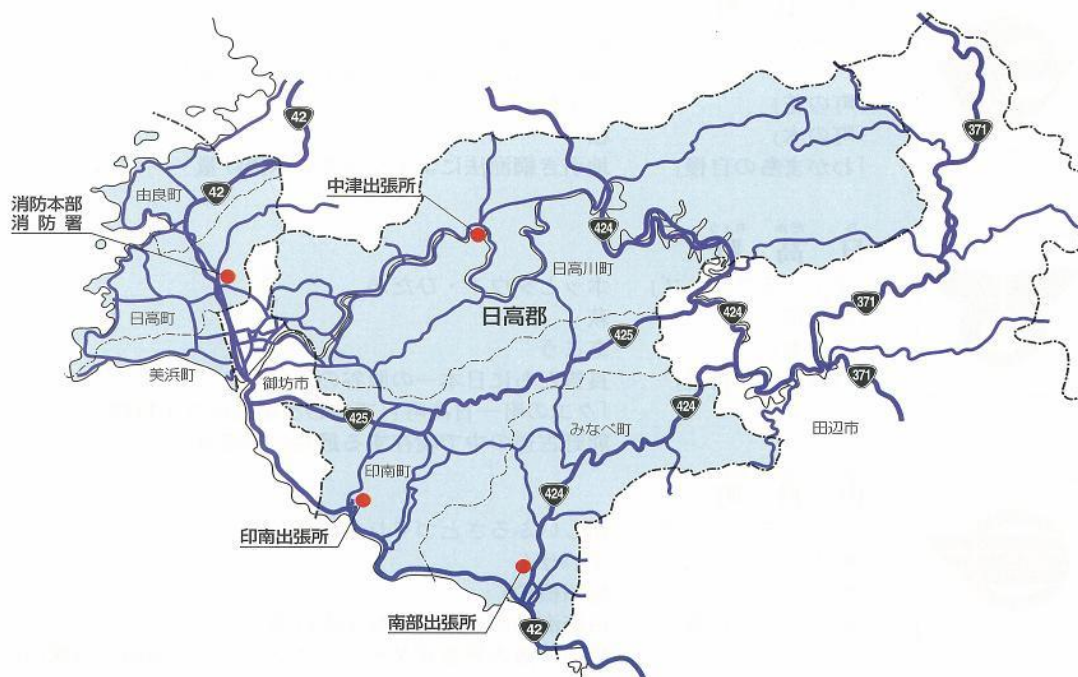 42
371
42
由良町
中津出張所
消防本部
消防署
424
日高川町
日高町
日高郡
371
424
425
美浜町
御坊市
371
424
425
みなべ町
田辺市
印南町
424
印南出張所
南部出張所
42